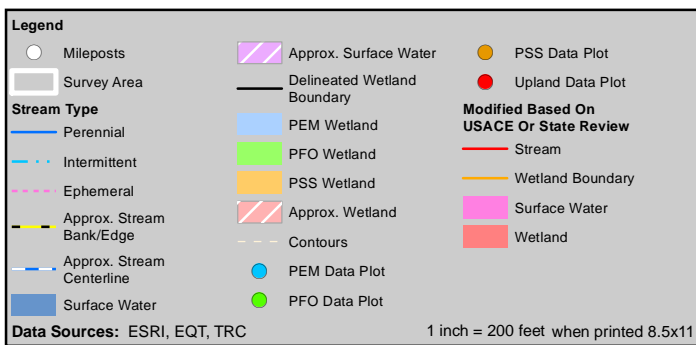 Legend
Mileposts
Survey Area
Stream Type
Perennial
Intermittent
Ephemeral
Approx. Stream
Bank/Edge
Approx. Stream
Centerline
Surface Water
Approx. Surface Water
Delineated Wetland
Boundary
PEM Wetland
PFO Wetland
PSS Wetland
Approx. Wetland
Contours
PEM Data Plot
PFO Data Plot
PSS Data Plot
Upland Data Plot
Modified Based On
USACE Or State Review
Stream
Wetland Boundary
Surface Water
Wetland
Data Sources: ESRI, EQT, TRC
1 inch = 200 feet when printed 8.5x11